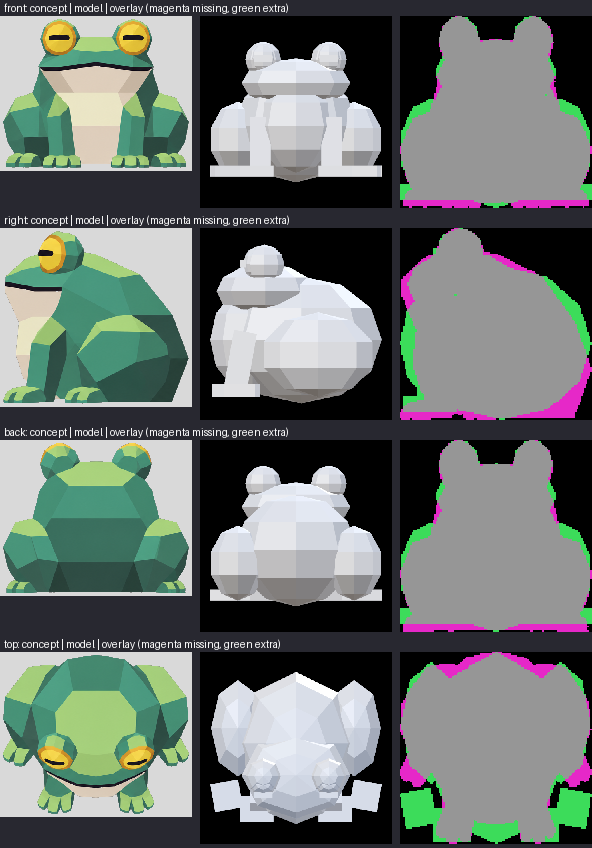 front: concept | model | overlay (magenta missing, green extra)
right: concept | model | overlay (magenta missing, green extra)
back: concept | model | overlay (magenta missing, green extra)
top: concept | model | overlay (magenta missing, green extra)